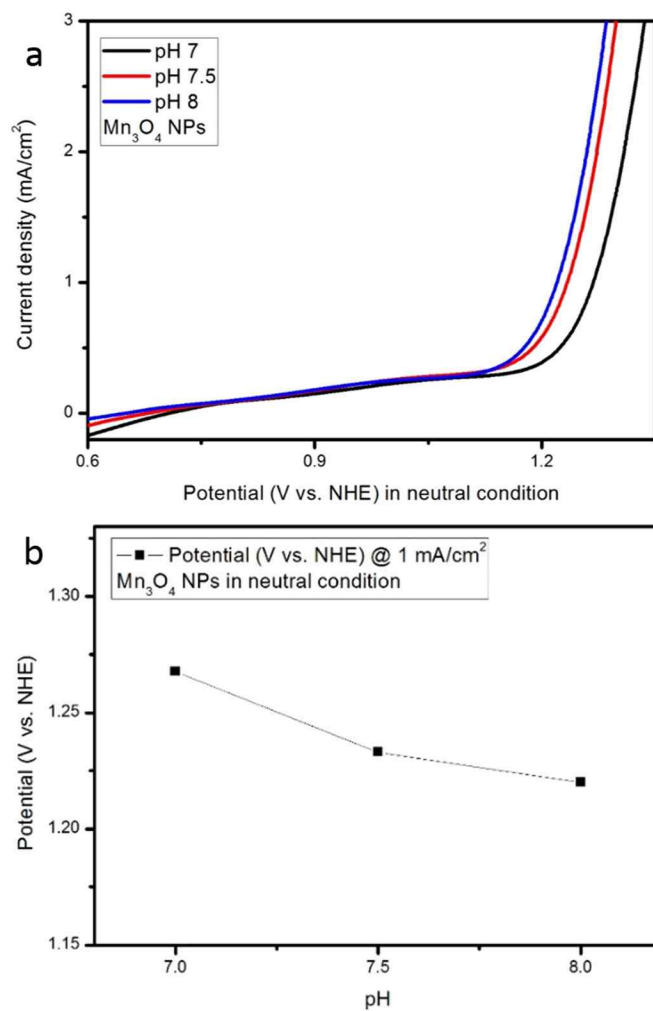 a
pH 7
pH 7.5
pH 8
Mn₃O₄ NPs
3
2
1
0
Current density (mA/cm²)
0.6 0.9 1.2
Potential (V vs. NHE) in neutral condition
b
Potential (V vs. NHE) @ 1 mA/cm²
Mn₃O₄ NPs in neutral condition
1.30
1.25
1.20
1.15
Potential (V vs. NHE)
7.0 7.5 8.0
pH